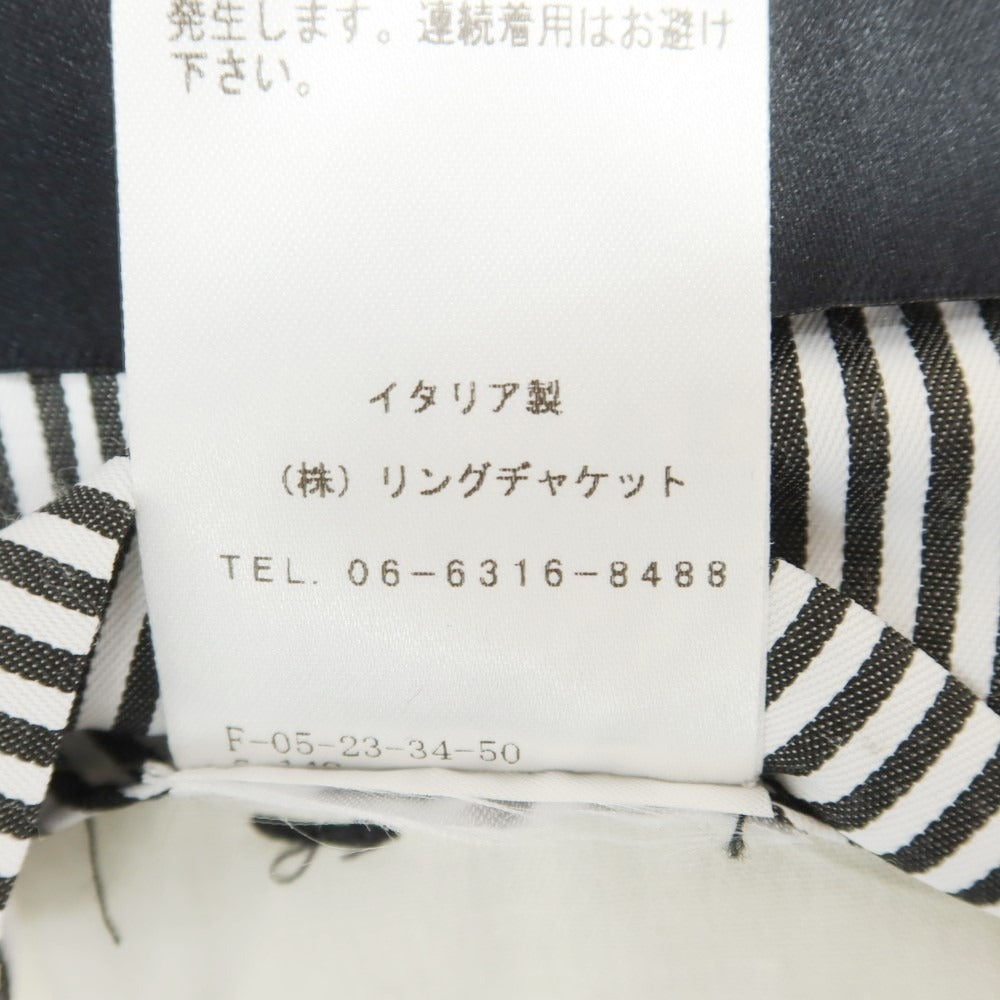 発生します。連続着用はお避け
下さい。
イタリア製
（株）リングヂャケット
TEL. 06-6316-8488
F-05-23-34-50